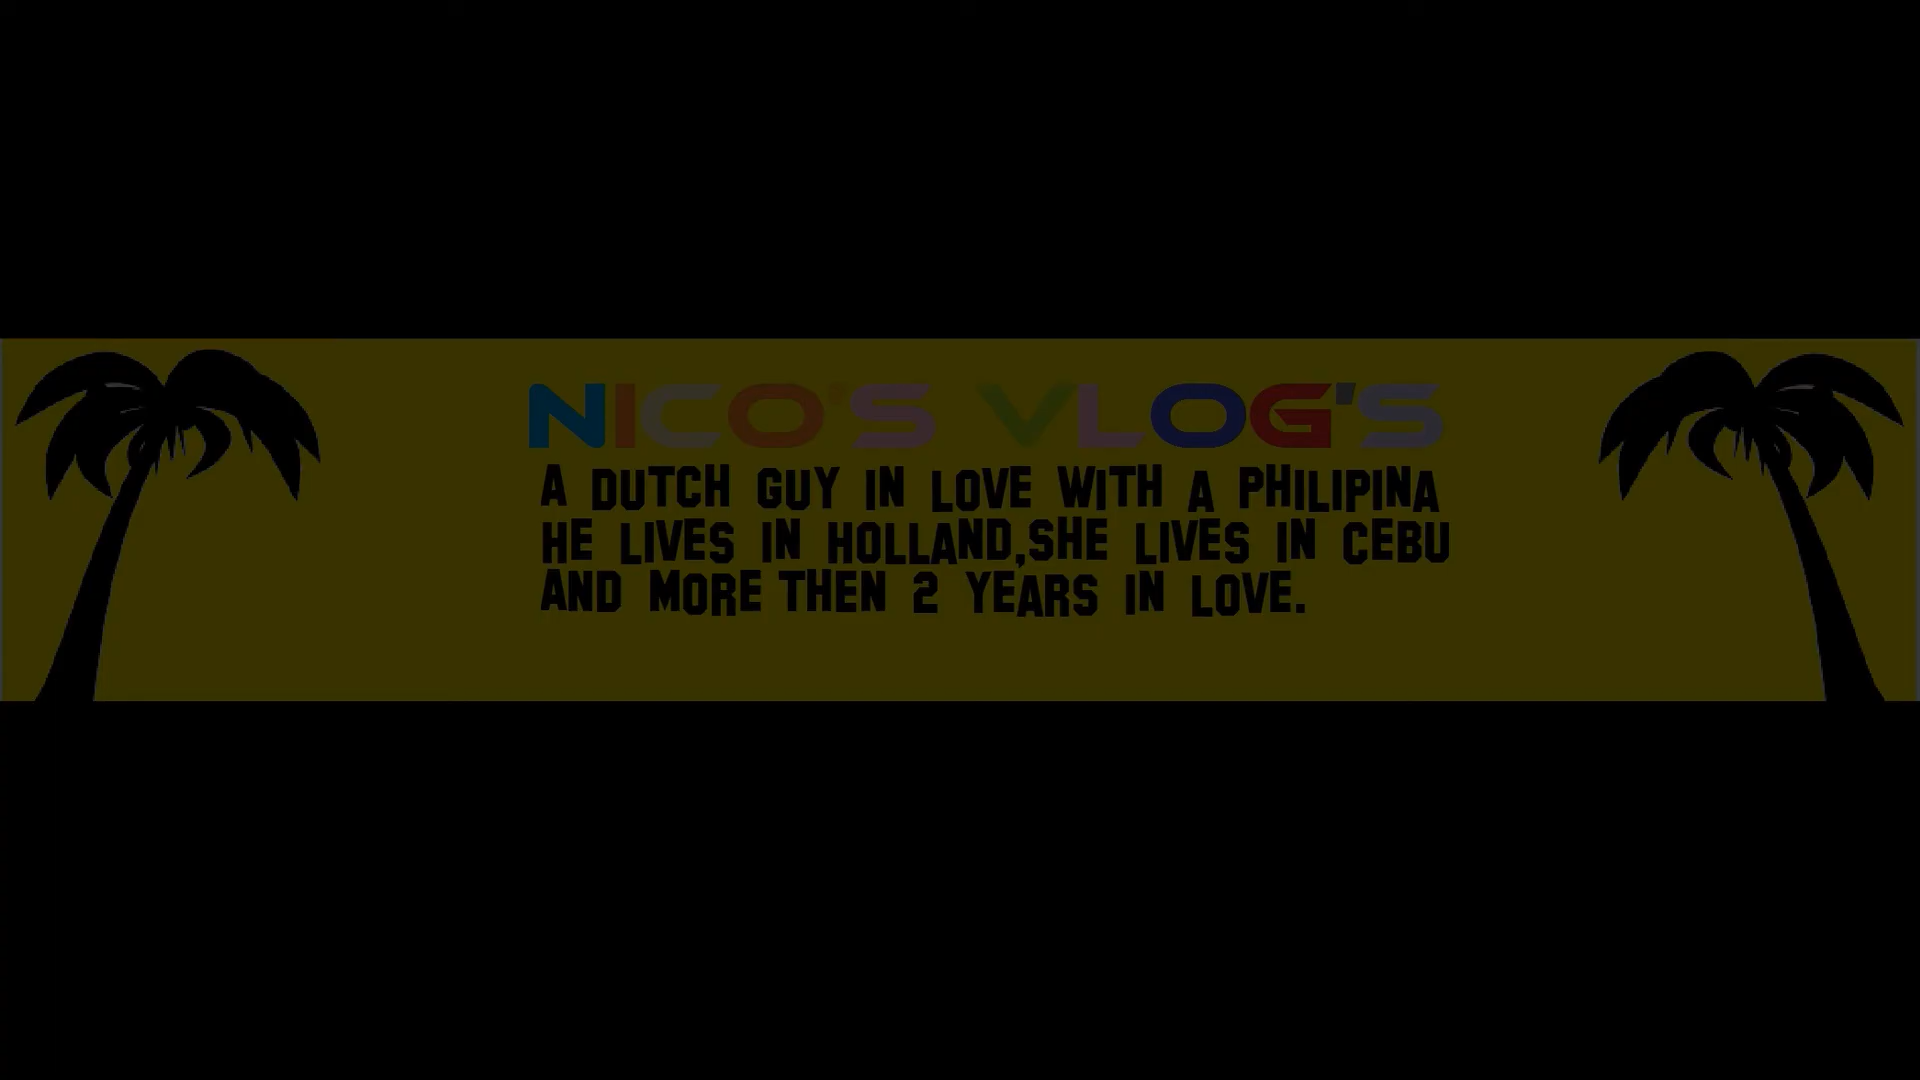 NICO'S VLOG'S
A DUTCH GUY IN LOVE WITH A PHILIPINA
HE LIVES IN HOLLAND,SHE LIVES IN CEBU
AND MORE THEN 2 YEARS IN LOVE.